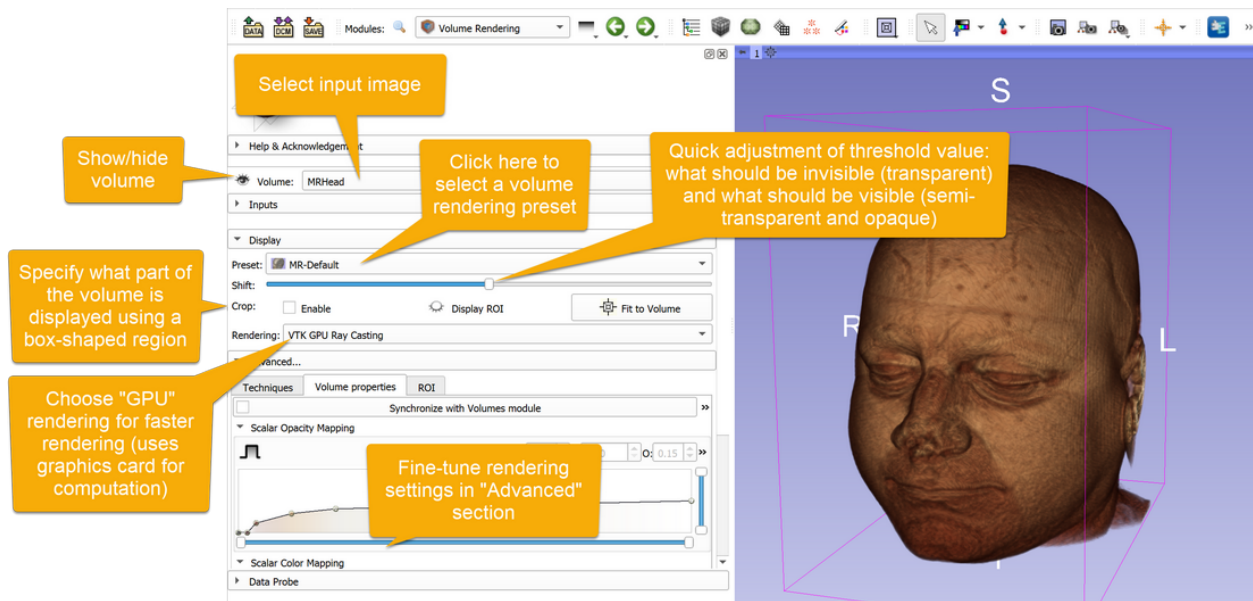 DATA DCM SAVE Modules: Volume Rendering
1
Select input image
S
Help & Acknowledgement
Show/hide
volume
Click here to
select a volume
rendering preset
Quick adjustment of threshold value:
what should be invisible (transparent)
and what should be visible (semi-
transparent and opaque)
Volume: MRHead
Inputs
Display
Preset: MR-Default
Shift:
Specify what part of
the volume is
displayed using a
box-shaped region
Crop: Enable Display ROI Fit to Volume
Rendering: VTK GPU Ray Casting
R
L
Techniques Volume properties ROI
Choose "GPU"
rendering for faster
rendering (uses
graphics card for
computation)
Synchronize with Volumes module
Scalar Opacity Mapping
O: 0.15
Fine-tune rendering
settings in "Advanced"
section
Scalar Color Mapping
Data Probe